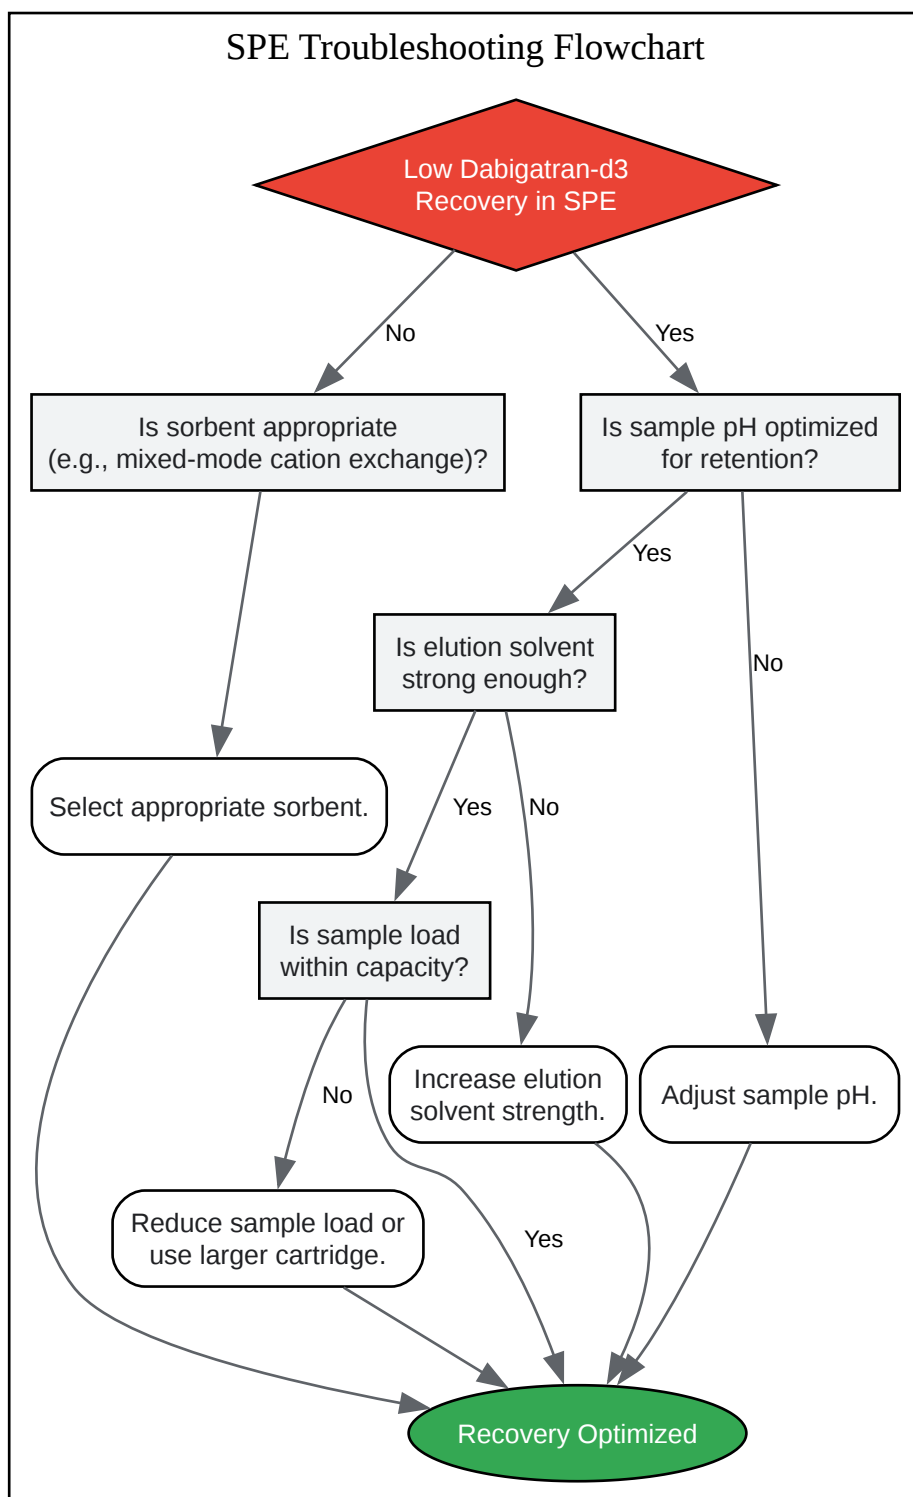 SPE Troubleshooting Flowchart
Low Dabigatran-d3
Recovery in SPE
No
Yes
Is sorbent appropriate
(e.g., mixed-mode cation exchange)?
Is sample pH optimized
for retention?
Yes
No
Is elution solvent
strong enough?
Select appropriate sorbent.
Yes
No
Is sample load
within capacity?
Increase elution
solvent strength.
Adjust sample pH.
No
Yes
Reduce sample load or
use larger cartridge.
Recovery Optimized